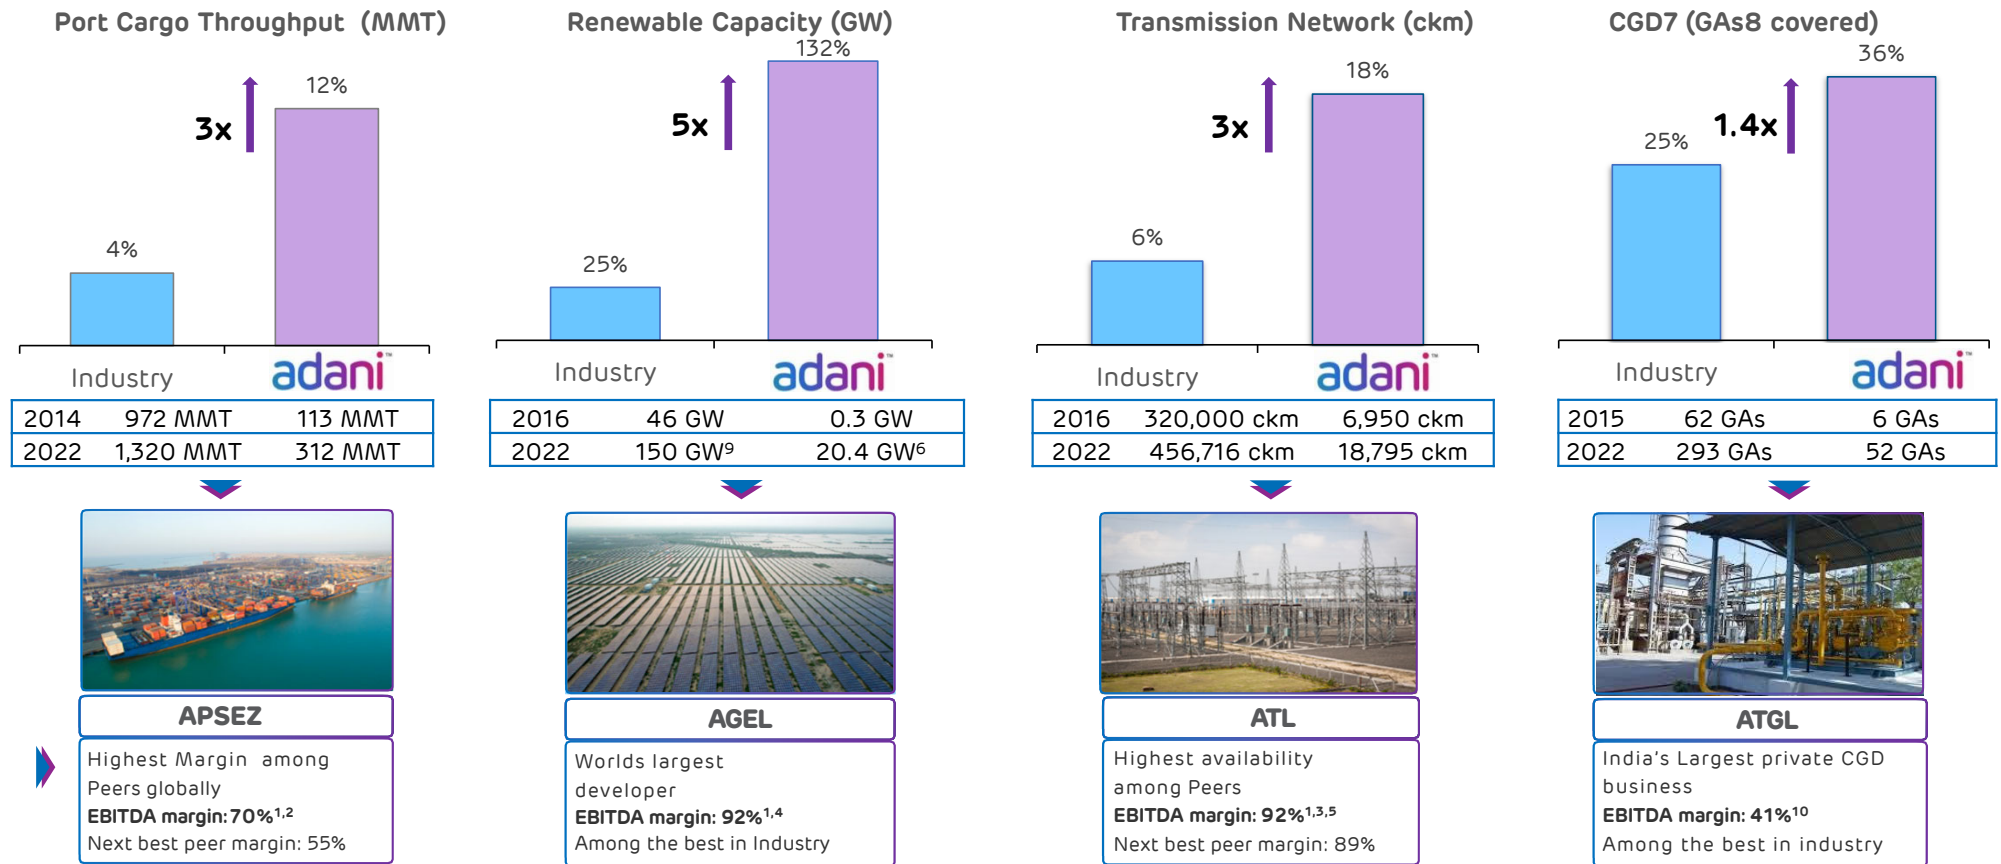 Port Cargo Throughput (MMT)
12%
3x
4%
Industry
adani™
2014 972 MMT 113 MMT
2022 1,320 MMT 312 MMT
APSEZ
Highest Margin among
Peers globally
EBITDA margin: 70%1,2
Next best peer margin: 55%
Renewable Capacity (GW)
132%
5x
25%
Industry
adani™
2016 46 GW 0.3 GW
2022 150 GW9 20.4 GW6
AGEL
Worlds largest
developer
EBITDA margin: 92%1,4
Among the best in Industry
Transmission Network (ckm)
18%
3x
6%
Industry
adani™
2016 320,000 ckm 6,950 ckm
2022 456,716 ckm 18,795 ckm
ATL
Highest availability
among Peers
EBITDA margin: 92%1,3,5
Next best peer margin: 89%
CGD7 (GAs8 covered)
36%
1.4x
25%
Industry
adani™
2015 62 GAs 6 GAs
2022 293 GAs 52 GAs
ATGL
India's Largest private CGD
business
EBITDA margin: 41%10
Among the best in industry